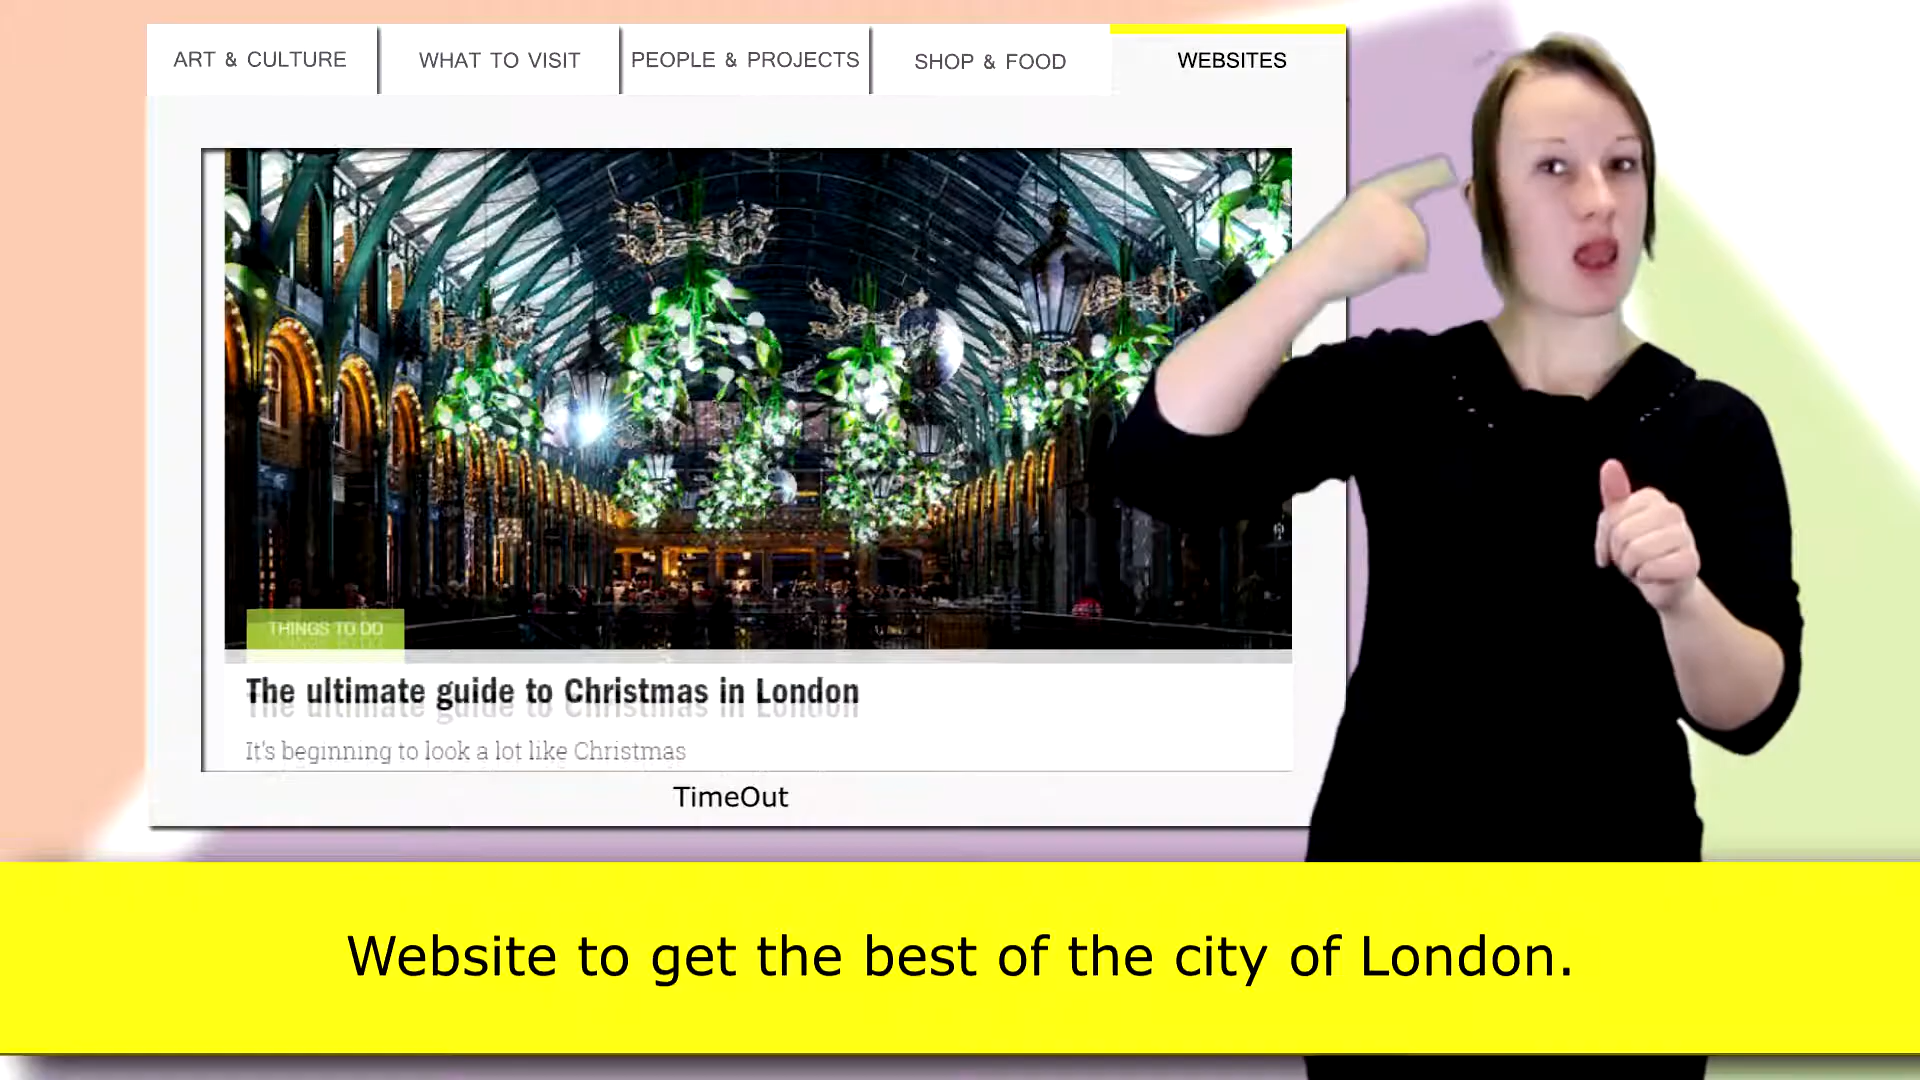 ART & CULTURE
WHAT TO VISIT
PEOPLE & PROJECTS
SHOP & FOOD
WEBSITES
THINGS TO DO
The ultimate guide to Christmas in London
It's beginning to look a lot like Christmas
TimeOut
Website to get the best of the city of London.